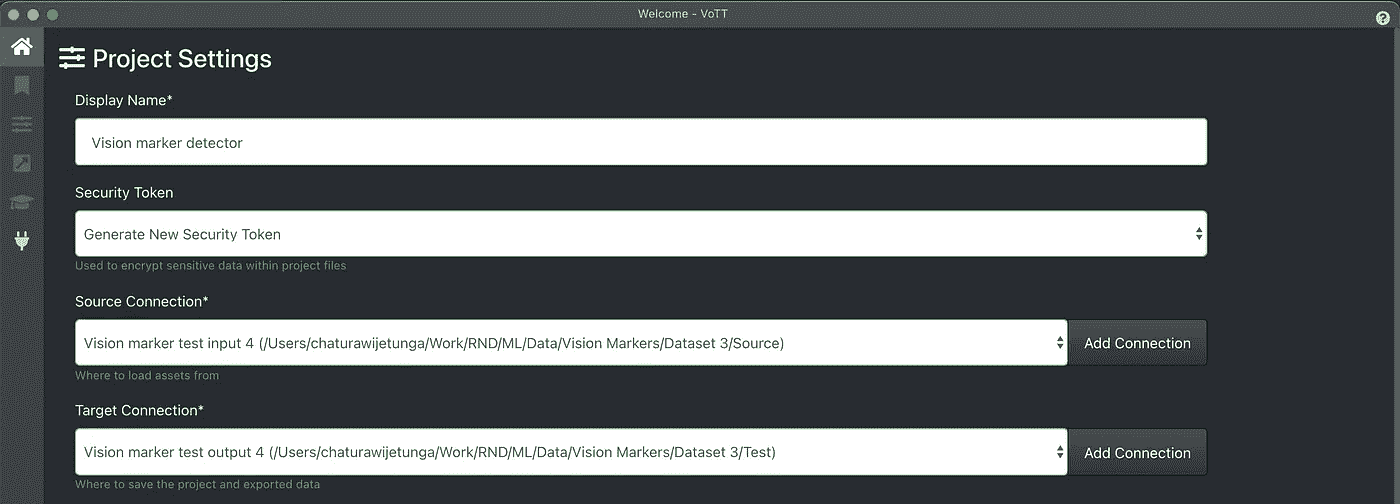 Welcome - VoTT
Project Settings
Display Name*
Vision marker detector
Security Token
Generate New Security Token
Used to encrypt sensitive data within project files
Source Connection*
Vision marker test input 4 (/Users/chaturawijetunga/Work/RND/ML/Data/Vision Markers/Dataset 3/Source)
Add Connection
Where to load assets from
Target Connection*
Vision marker test output 4 (/Users/chaturawijetunga/Work/RND/ML/Data/Vision Markers/Dataset 3/Test)
Add Connection
Where to save the project and exported data